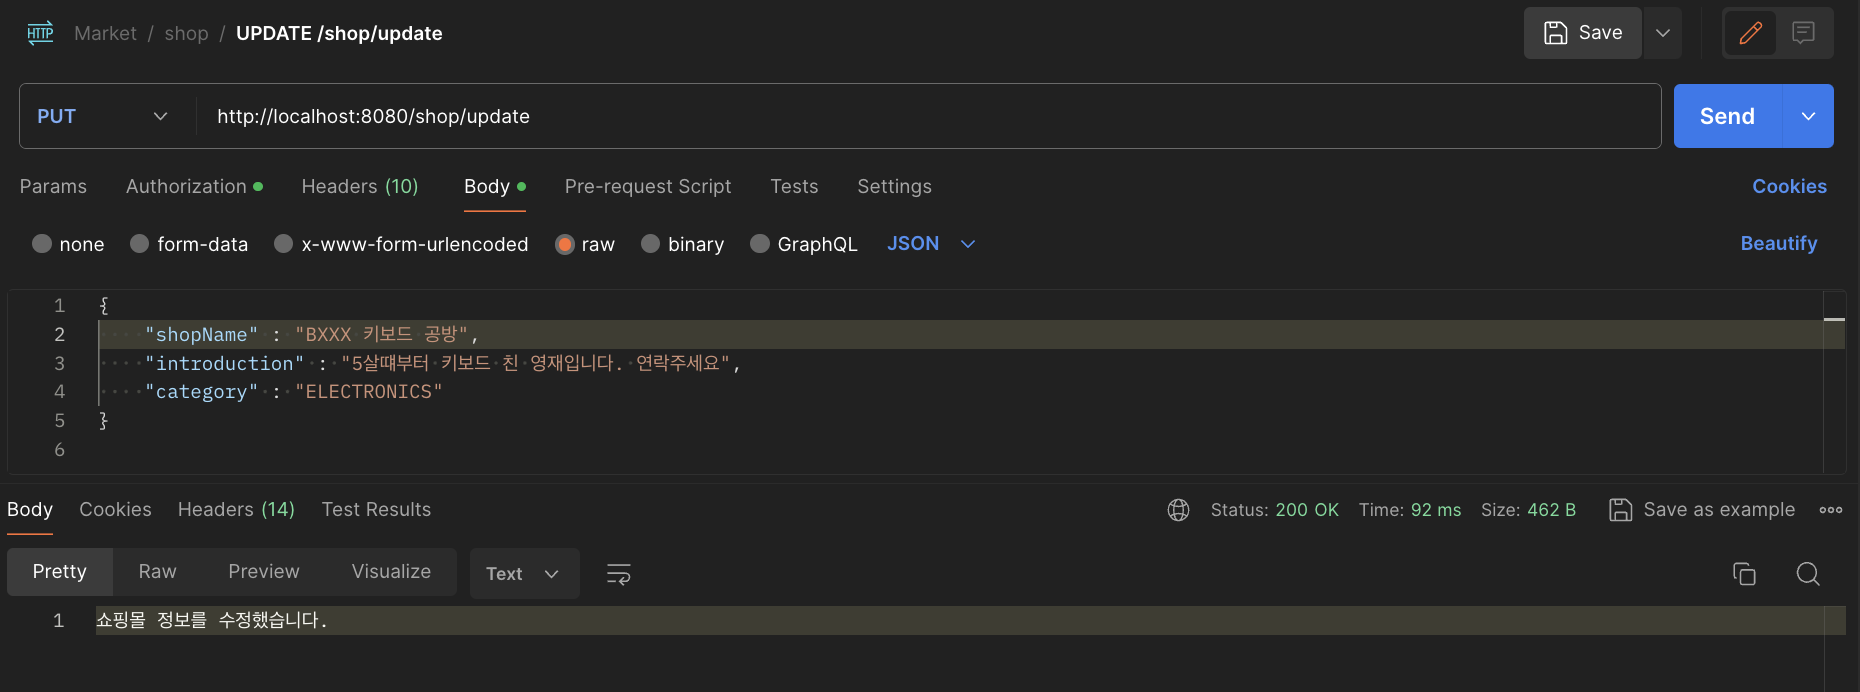 HTTP Market / shop / UPDATE /shop/update Save
PUT http://localhost:8080/shop/update Send
Params Authorization Headers (10) Body Pre-request Script Tests Settings Cookies
none form-data x-www-form-urlencoded raw binary GraphQL JSON Beautify
1 {
2 "shopName" : "BXXX 키보드 공방",
3 "introduction" : "5살떄부터 키보드 친 영재입니다. 연락주세요",
4 "category" : "ELECTRONICS"
5 }
6
Body Cookies Headers (14) Test Results Status: 200 OK Time: 92 ms Size: 462 B Save as example
Pretty Raw Preview Visualize Text
1 쇼핑몰 정보를 수정했습니다.